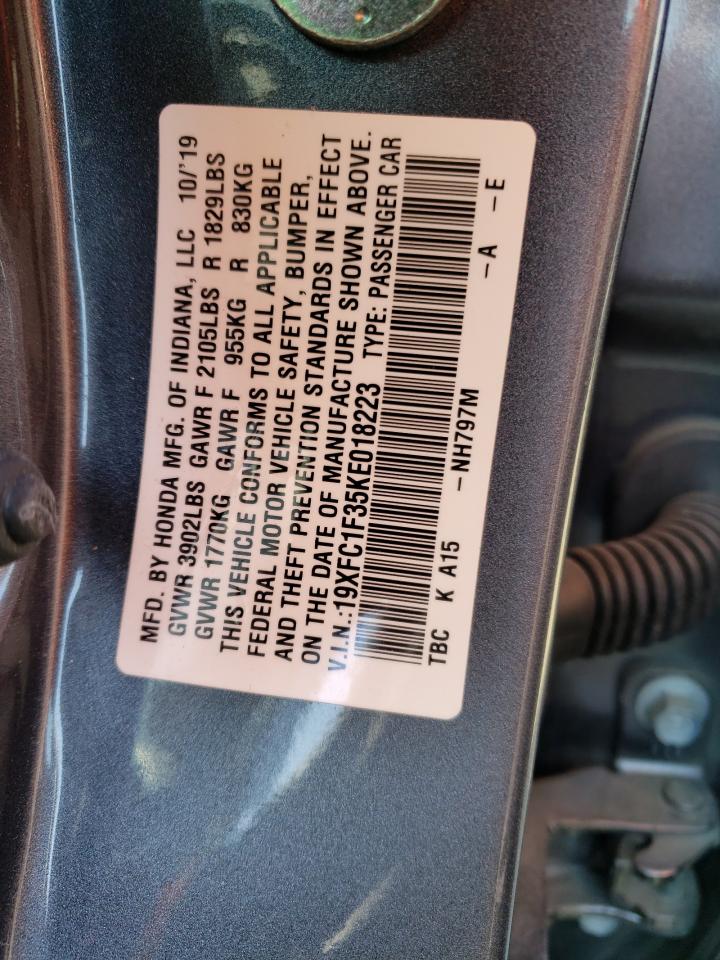 MFD. BY HONDA MFG. OF INDIANA, LLC 10/'19
GVWR 3902LBS GAWR F 2105LBS R 1829LBS
GVWR 1770KG GAWR F 955KG R 830KG
THIS VEHICLE CONFORMS TO ALL APPLICABLE
FEDERAL MOTOR VEHICLE SAFETY, BUMPER,
AND THEFT PREVENTION STANDARDS IN EFFECT
ON THE DATE OF MANUFACTURE SHOWN ABOVE.
V.I.N.:19XFC1F35KE018223 TYPE: PASSENGER CAR
TBC K A15 –NH797M –A –E